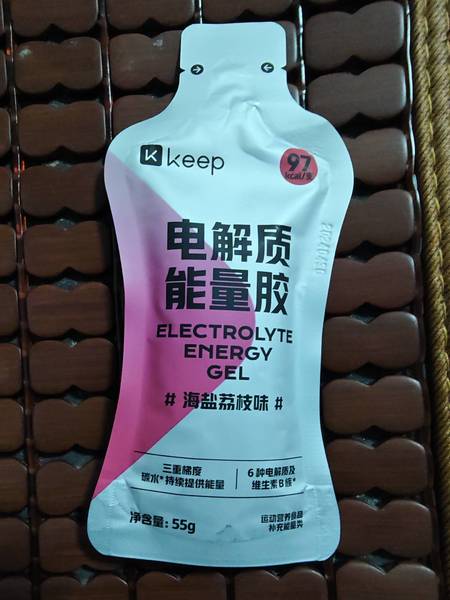 keep
97
kcal/支
电解质
能量胶
ELECTROLYTE
ENERGY
GEL
# 海盐荔枝味 #
三重梯度
碳水*持续提供能量
6种电解质及
维生素B族*
净含量: 55g
运动营养食品
补充能量类